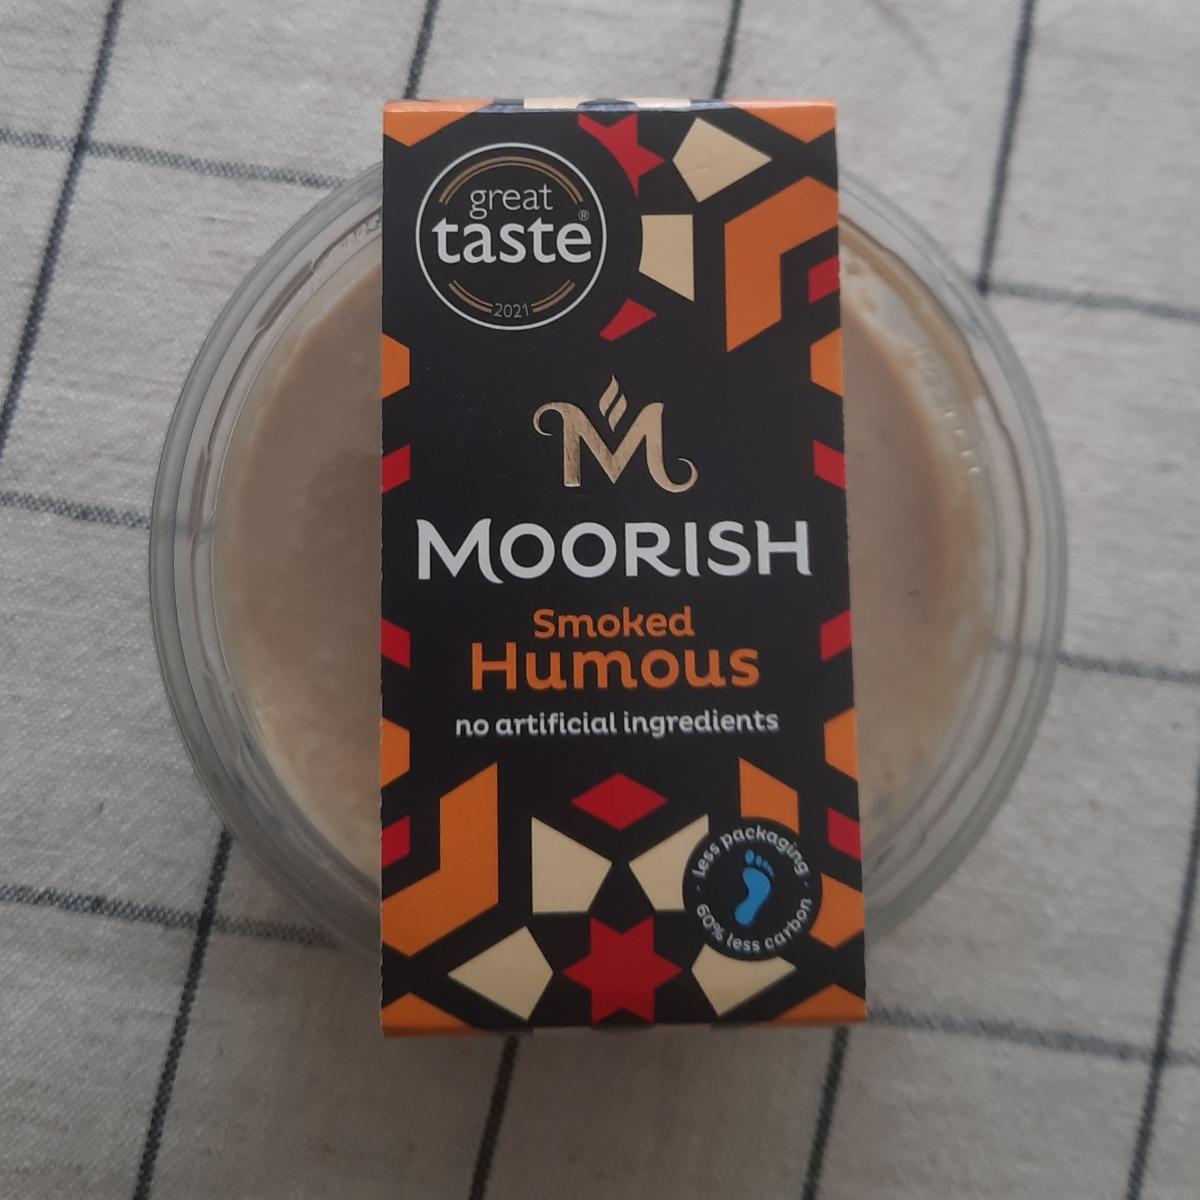 great
taste®
2021
M
MOORISH
Smoked
Humous
no artificial ingredients
less packaging
60% less carbon